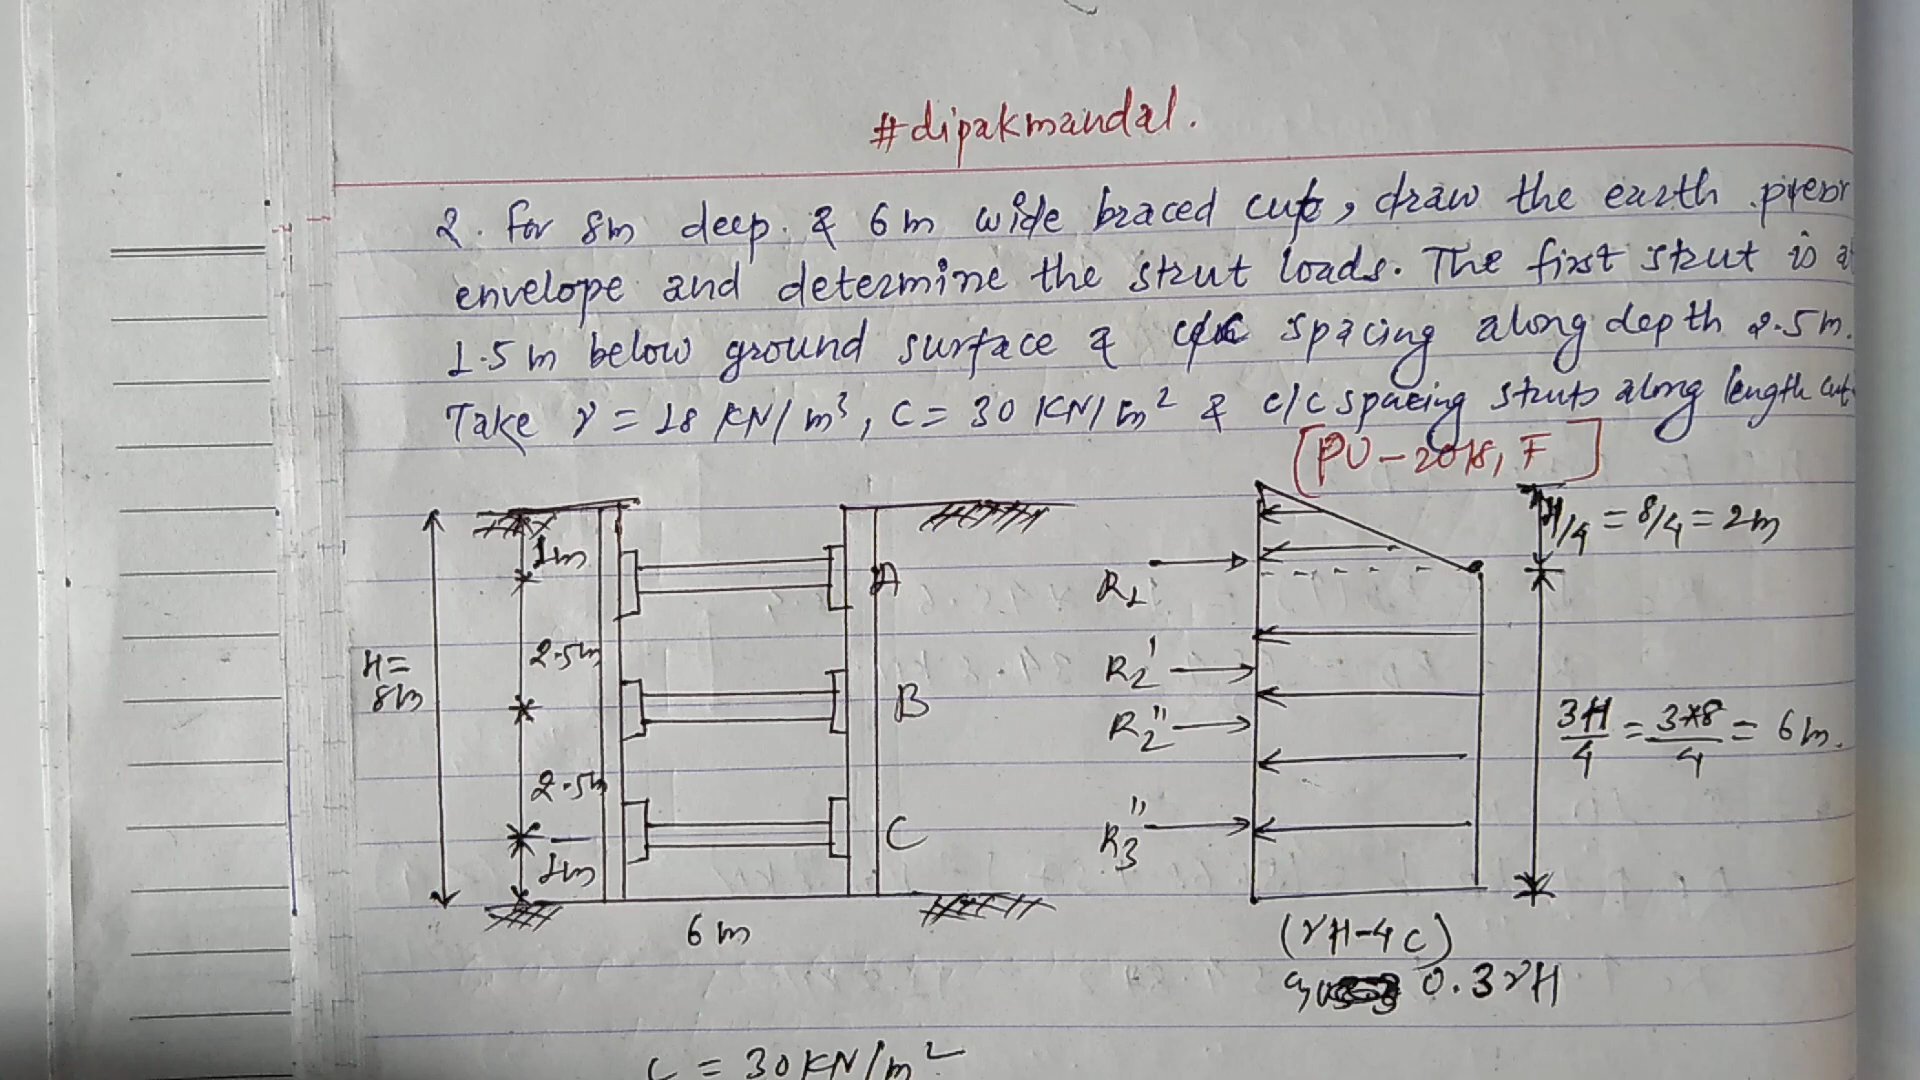 #dipakmandal.
2. For 8m deep & 6m wide braced cut, draw the earth
envelope and determine the strut loads. The first strut is
1.5m below ground surface & c/c spacing along depth 2.5m.
Take γ = 18 KN/m³, C = 30 KN/m² & c/c spacing struts along length cut
[PU-2018, F]
H/4 = 8/4 = 2m
1m
A
R1
2.5m
H=
8m
R2'
B
R2"
3H/4 = 3*8/4 = 6m.
2.5m
C
R3"
1m
6m
(γH-4C)
0.3γH
C = 30KN/m²